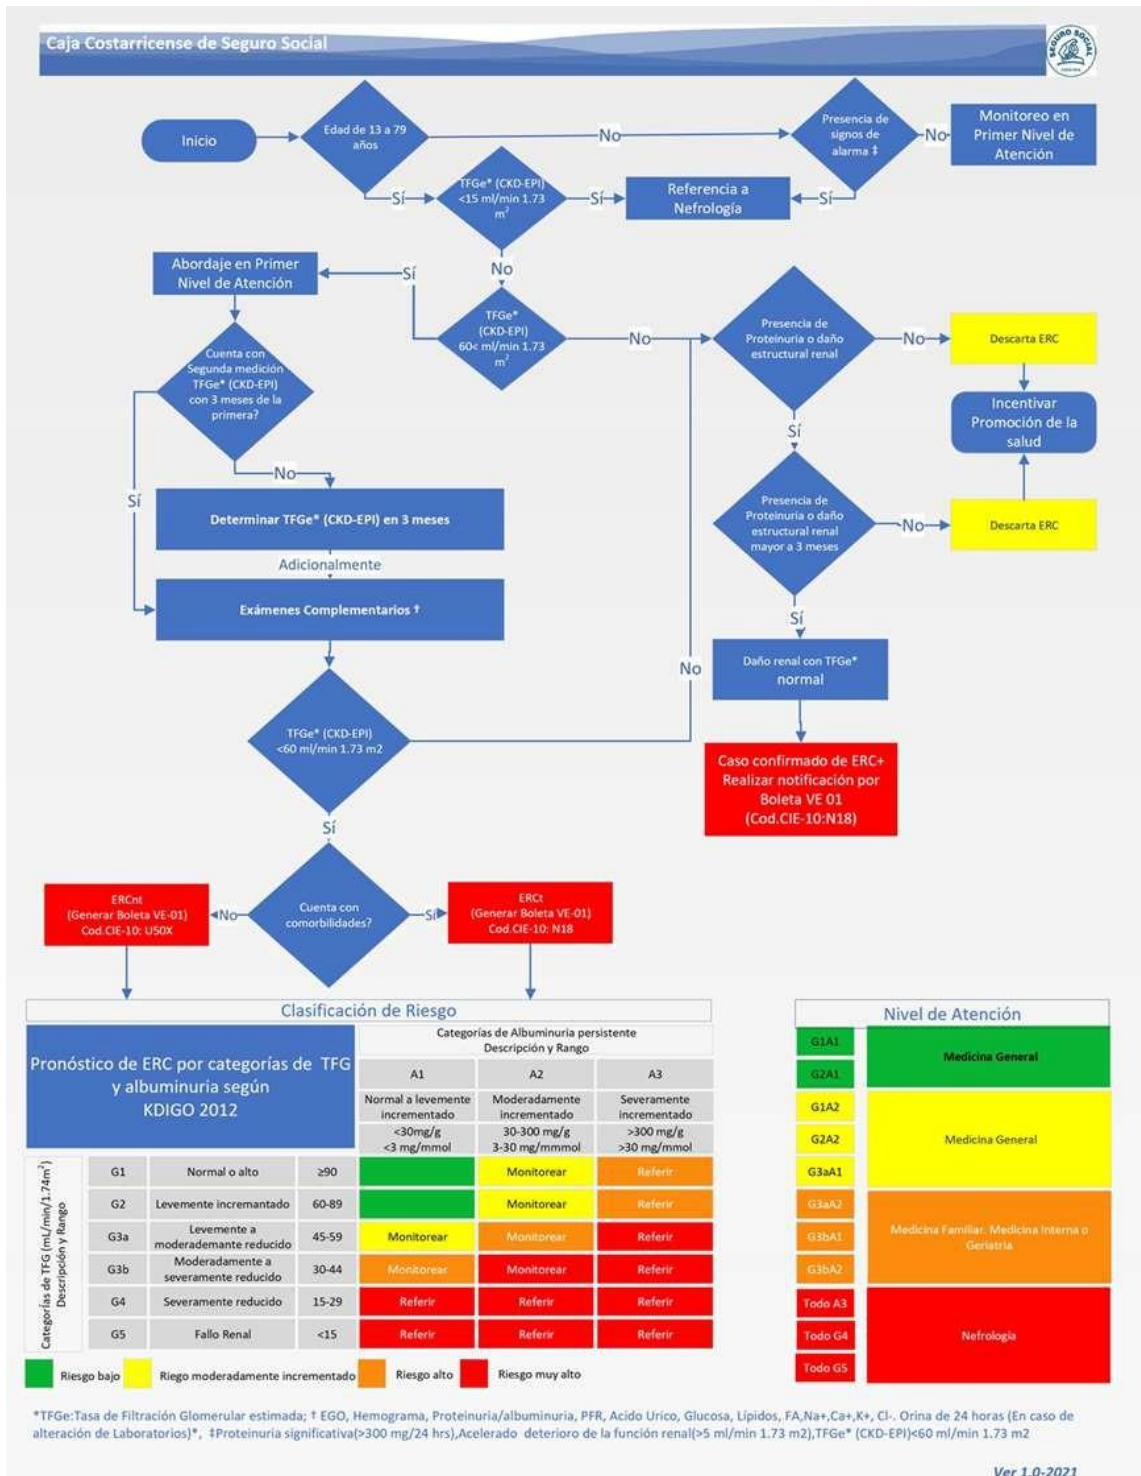 Caja Costarricense de Seguro Social
SEGURO SOCIAL
Inicio
Edad de 13 a 79
años
No
Presencia de
signos de
alarma ‡
No
Monitoreo en
Primer Nivel de
Atención
Sí
TFGe* (CKD-EPI)
<15 ml/min 1.73
m²
Sí
Referencia a
Nefrología
Sí
No
Abordaje en Primer
Nivel de Atención
Sí
TFGe*
(CKD-EPI)
60< ml/min 1.73
m²
No
Presencia de
Proteinuria o daño
estructural renal
No
Descarta ERC
Incentivar
Promoción de la
salud
Cuenta con
Segunda medición
TFGe* (CKD-EPI)
con 3 meses de la
primera?
Sí
No
Sí
Presencia de
Proteinuria o daño
estructural renal
mayor a 3 meses
No
Descarta ERC
Determinar TFGe* (CKD-EPI) en 3 meses
Adicionalmente
Exámenes Complementarios †
Sí
Daño renal con TFGe*
normal
No
TFGe* (CKD-EPI)
<60 ml/min 1.73 m2
Caso confirmado de ERC+
Realizar notificación por
Boleta VE 01
(Cod.CIE-10:N18)
Sí
Cuenta con
comorbilidades?
No
ERCnt
(Generar Boleta VE-01)
Cod.CIE-10: U50X
Sí
ERCt
(Generar Boleta VE-01)
Cod.CIE-10: N18
Clasificación de Riesgo
Pronóstico de ERC por categorías de TFG
y albuminuria según
KDIGO 2012
Categorías de Albuminuria persistente
Descripción y Rango
A1 A2 A3
Normal a levemente
incrementado
Moderadamente
incrementado
Severamente
incrementado
<30mg/g
<3 mg/mmol
30-300 mg/g
3-30 mg/mmmol
>300 mg/g
>30 mg/mmol
Categorías de TFG (mL/min/1.74m²)
Descripción y Rango
G1 Normal o alto ≥90 Monitorear Referir
G2 Levemente incremantado 60-89 Monitorear Referir
G3a Levemente a
moderademante reducido 45-59 Monitorear Monitorear Referir
G3b Moderadamente a
severamente reducido 30-44 Monitorear Monitorear Referir
G4 Severamente reducido 15-29 Referir Referir Referir
G5 Fallo Renal <15 Referir Referir Referir
Riesgo bajo Riego moderadamente incrementado Riesgo alto Riesgo muy alto
Nivel de Atención
G1A1
G2A1
Medicina General
G1A2
G2A2
G3aA1
Medicina General
G3aA2
G3bA1
G3bA2
Medicina Familiar. Medicina Interna o
Geriatria
Todo A3
Todo G4
Todo G5
Nefrología
*TFGe:Tasa de Filtración Glomerular estimada; † EGO, Hemograma, Proteinuria/albuminuria, PFR, Acido Urico, Glucosa, Lípidos, FA,Na+,Ca+,K+, Cl-. Orina de 24 horas (En caso de
alteración de Laboratorios)*, ‡Proteinuria significativa(>300 mg/24 hrs),Acelerado deterioro de la función renal(>5 ml/min 1.73 m2),TFGe* (CKD-EPI)<60 ml/min 1.73 m2
Ver 1.0-2021